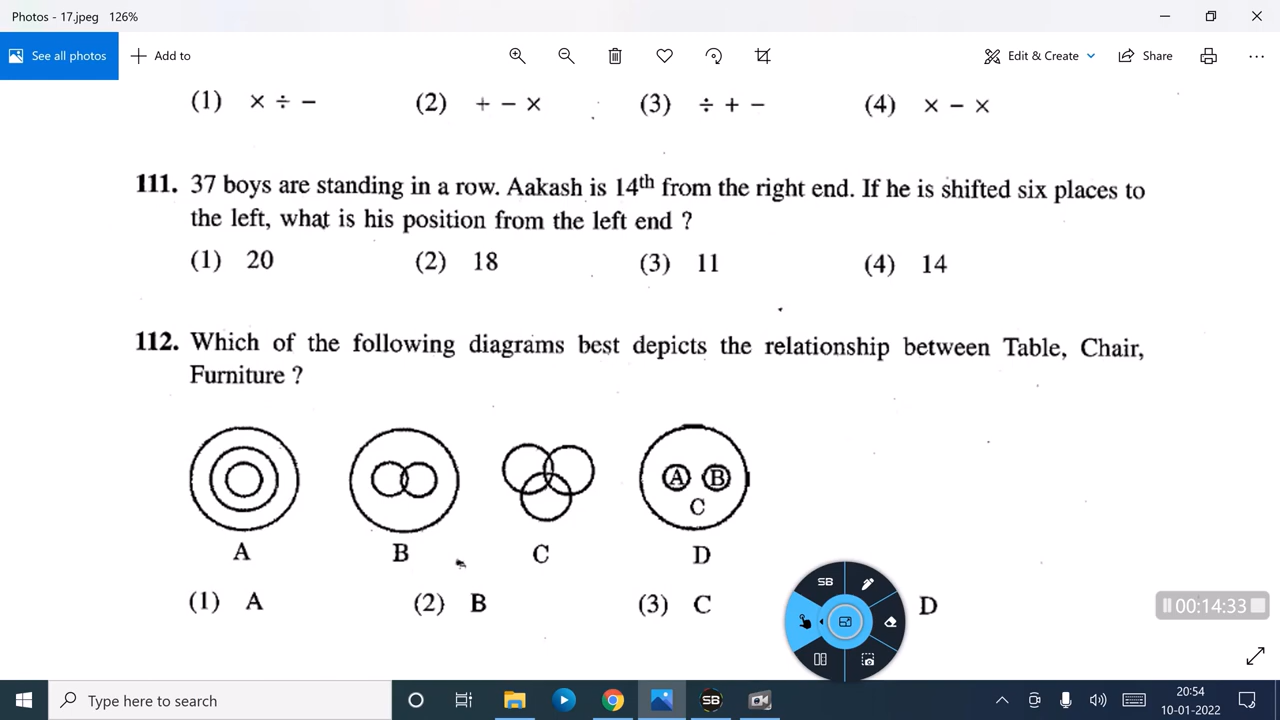 Photos - 17.jpeg 126%
See all photos Add to Edit & Create Share
(1) × ÷ − (2) + − × (3) ÷ + − (4) × − ×
111. 37 boys are standing in a row. Aakash is 14th from the right end. If he is shifted six places to
the left, what is his position from the left end ?
(1) 20 (2) 18 (3) 11 (4) 14
112. Which of the following diagrams best depicts the relationship between Table, Chair,
Furniture ?
A B
C
A B C D
SB
(1) A (2) B (3) C D
00:14:33
Type here to search
SB
20:54
10-01-2022